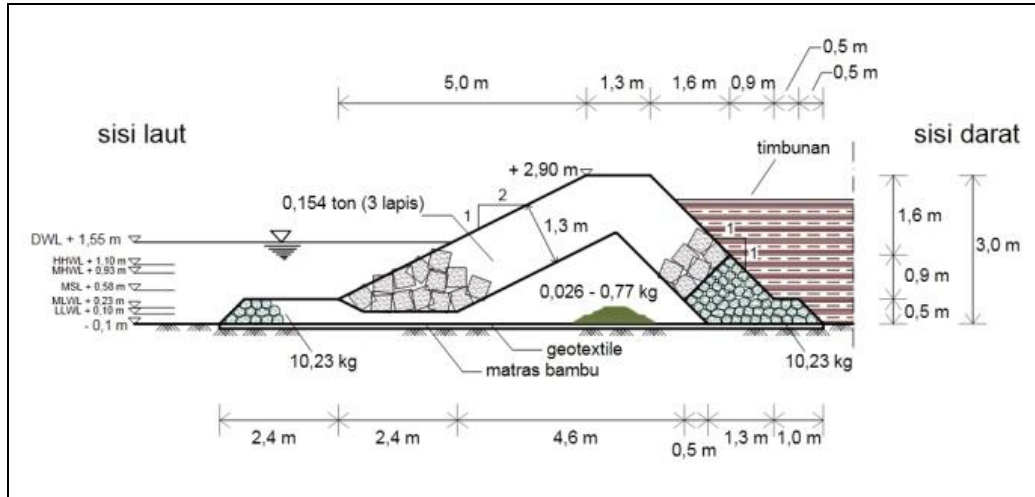 0,5 m
0,5 m
5,0 m
1,3 m
1,6 m
0,9 m
sisi laut
sisi darat
timbunan
+ 2,90 m
2
1
0,154 ton (3 lapis)
1,3 m
1
1
1,6 m
3,0 m
0,9 m
0,5 m
DWL + 1,55 m
HHWL + 1,10 m
MHWL + 0,93 m
MSL + 0.58 m
MLWL + 0.23 m
LLWL + 0,10 m
- 0,1 m
0,026 - 0,77 kg
10,23 kg
geotextile
matras bambu
10,23 kg
2,4 m
2,4 m
4,6 m
0,5 m
1,3 m
1,0 m